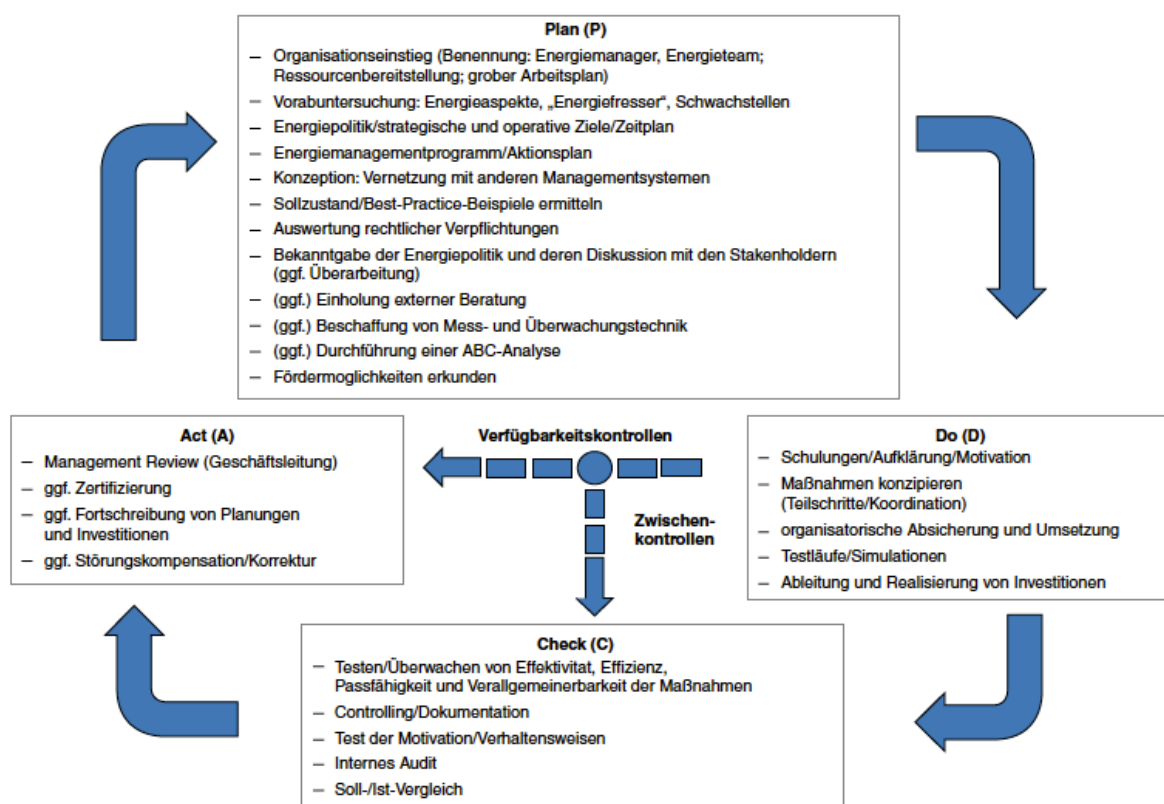 Plan (P)
– Organisationseinstieg (Benennung: Energiemanager, Energieteam;
Ressourcenbereitstellung; grober Arbeitsplan)
– Vorabuntersuchung: Energieaspekte, „Energiefresser“, Schwachstellen
– Energiepolitik/strategische und operative Ziele/Zeitplan
– Energiemanagementprogramm/Aktionsplan
– Konzeption: Vernetzung mit anderen Managementsystemen
– Sollzustand/Best-Practice-Beispiele ermitteln
– Auswertung rechtlicher Verpflichtungen
– Bekanntgabe der Energiepolitik und deren Diskussion mit den Stakenholdern
(ggf. Überarbeitung)
– (ggf.) Einholung externer Beratung
– (ggf.) Beschaffung von Mess- und Überwachungstechnik
– (ggf.) Durchführung einer ABC-Analyse
– Fördermoglichkeiten erkunden
Act (A)
– Management Review (Geschäftsleitung)
– ggf. Zertifizierung
– ggf. Fortschreibung von Planungen
und Investitionen
– ggf. Störungskompensation/Korrektur
Verfügbarkeitskontrollen
Zwischen-
kontrollen
Do (D)
– Schulungen/Aufklärung/Motivation
– Maßnahmen konzipieren
(Teilschritte/Koordination)
– organisatorische Absicherung und Umsetzung
– Testläufe/Simulationen
– Ableitung und Realisierung von Investitionen
Check (C)
– Testen/Überwachen von Effektivitat, Effizienz,
Passfähigkeit und Verallgemeinerbarkeit der Maßnahmen
– Controlling/Dokumentation
– Test der Motivation/Verhaltensweisen
– Internes Audit
– Soll-/Ist-Vergleich